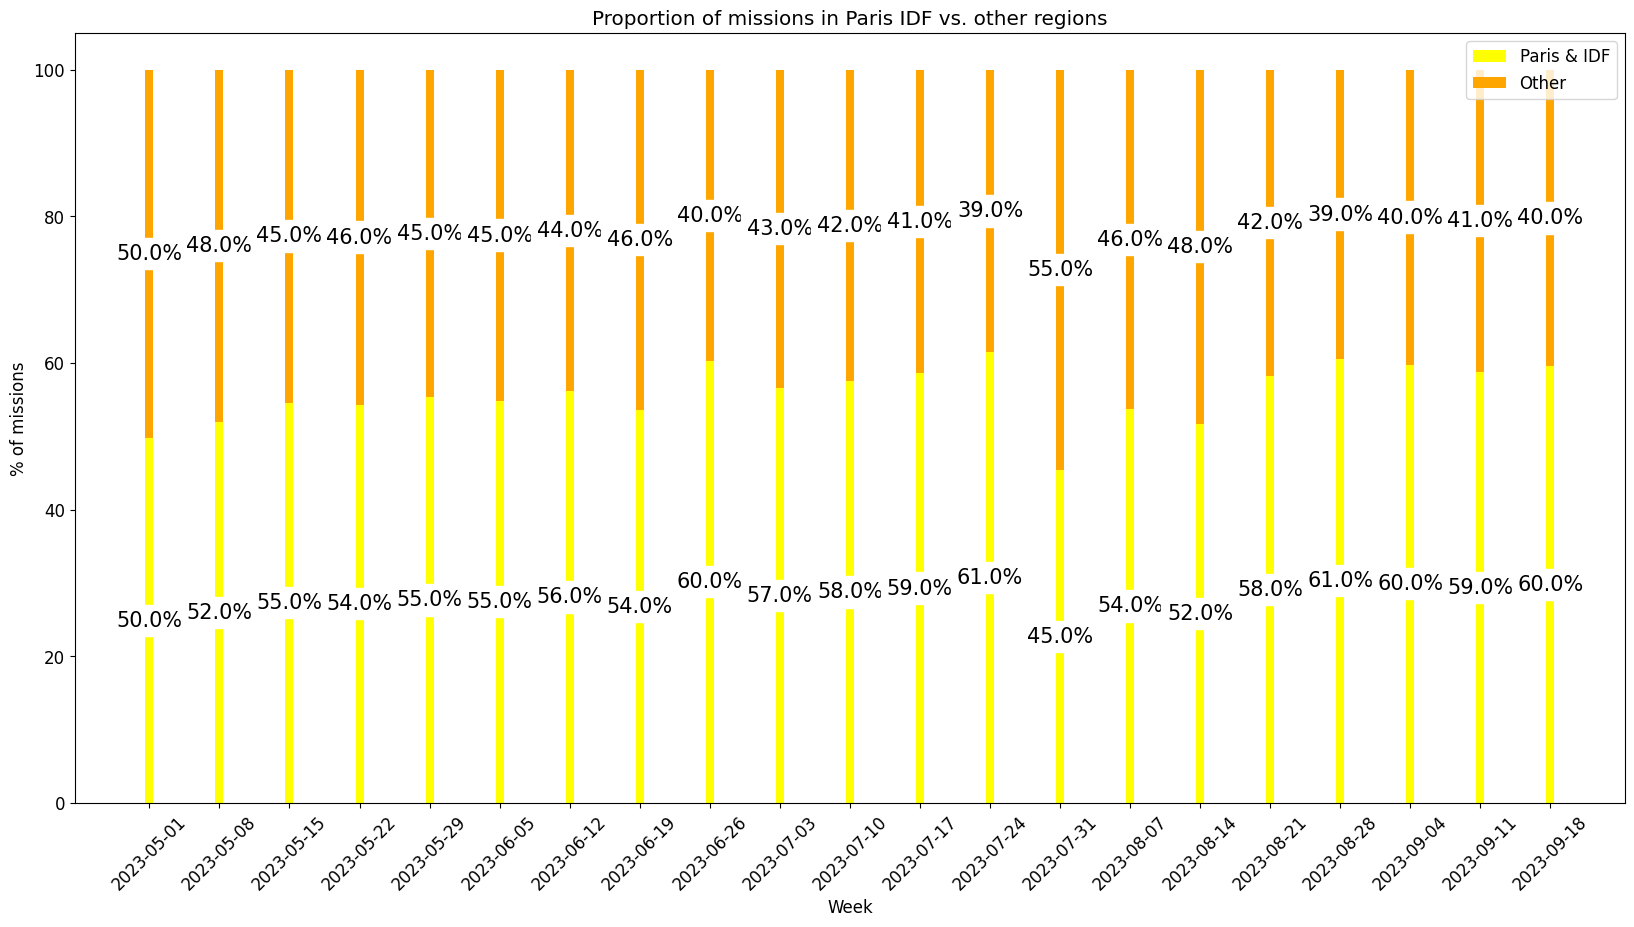 Proportion of missions in Paris IDF vs. other regions
Paris & IDF
Other
% of missions
100
80
60
40
20
0
50.0% 48.0% 45.0% 46.0% 45.0% 45.0% 44.0% 46.0% 40.0% 43.0% 42.0% 41.0% 39.0% 55.0% 46.0% 48.0% 42.0% 39.0% 40.0% 41.0% 40.0%
50.0% 52.0% 55.0% 54.0% 55.0% 55.0% 56.0% 54.0% 60.0% 57.0% 58.0% 59.0% 61.0% 45.0% 54.0% 52.0% 58.0% 61.0% 60.0% 59.0% 60.0%
2023-05-01 2023-05-08 2023-05-15 2023-05-22 2023-05-29 2023-06-05 2023-06-12 2023-06-19 2023-06-26 2023-07-03 2023-07-10 2023-07-17 2023-07-24 2023-07-31 2023-08-07 2023-08-14 2023-08-21 2023-08-28 2023-09-04 2023-09-11 2023-09-18
Week